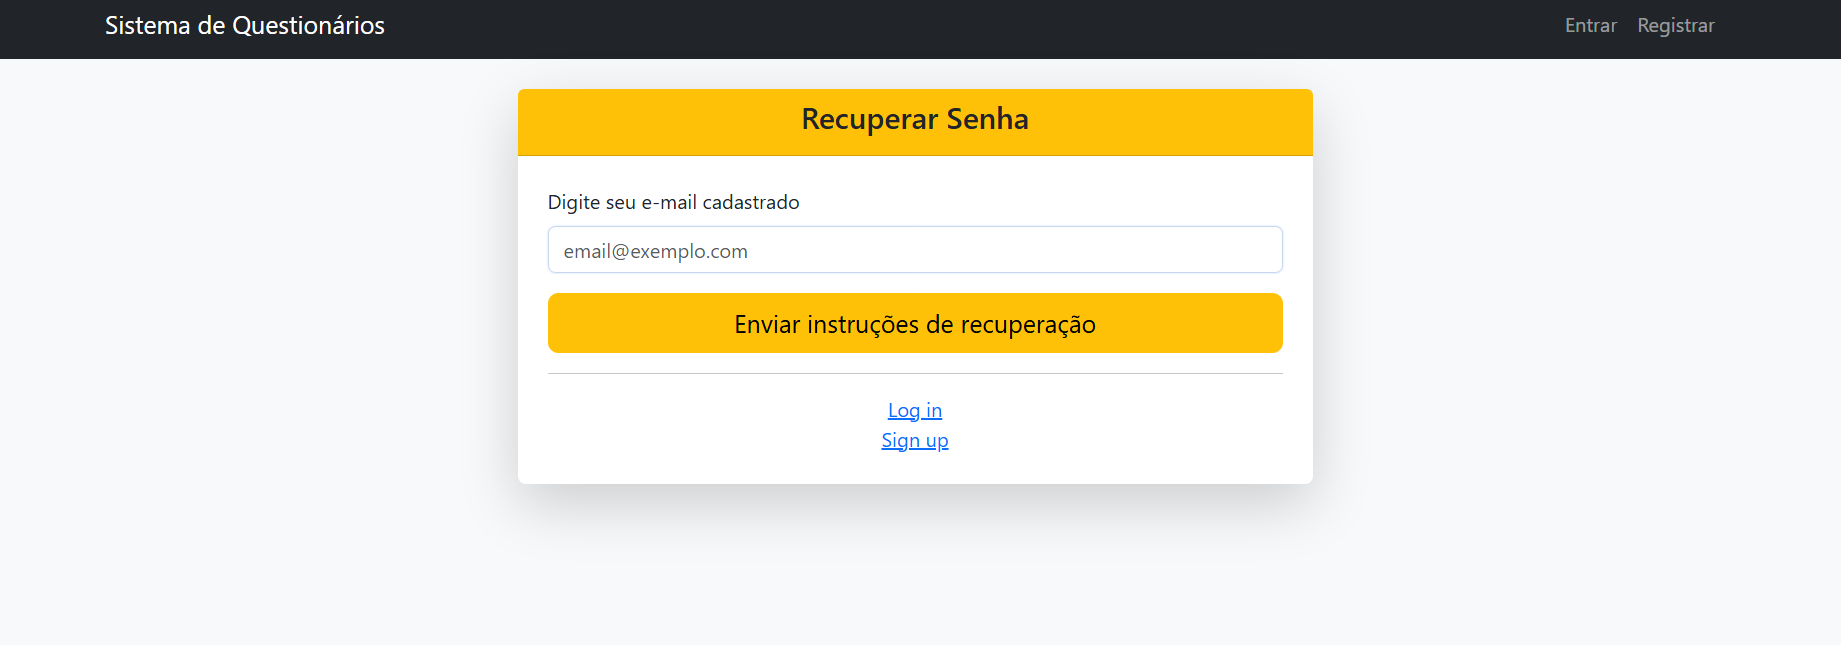 Sistema de Questionários
Entrar Registrar
Recuperar Senha
Digite seu e-mail cadastrado
email@exemplo.com
Enviar instruções de recuperação
Log in
Sign up